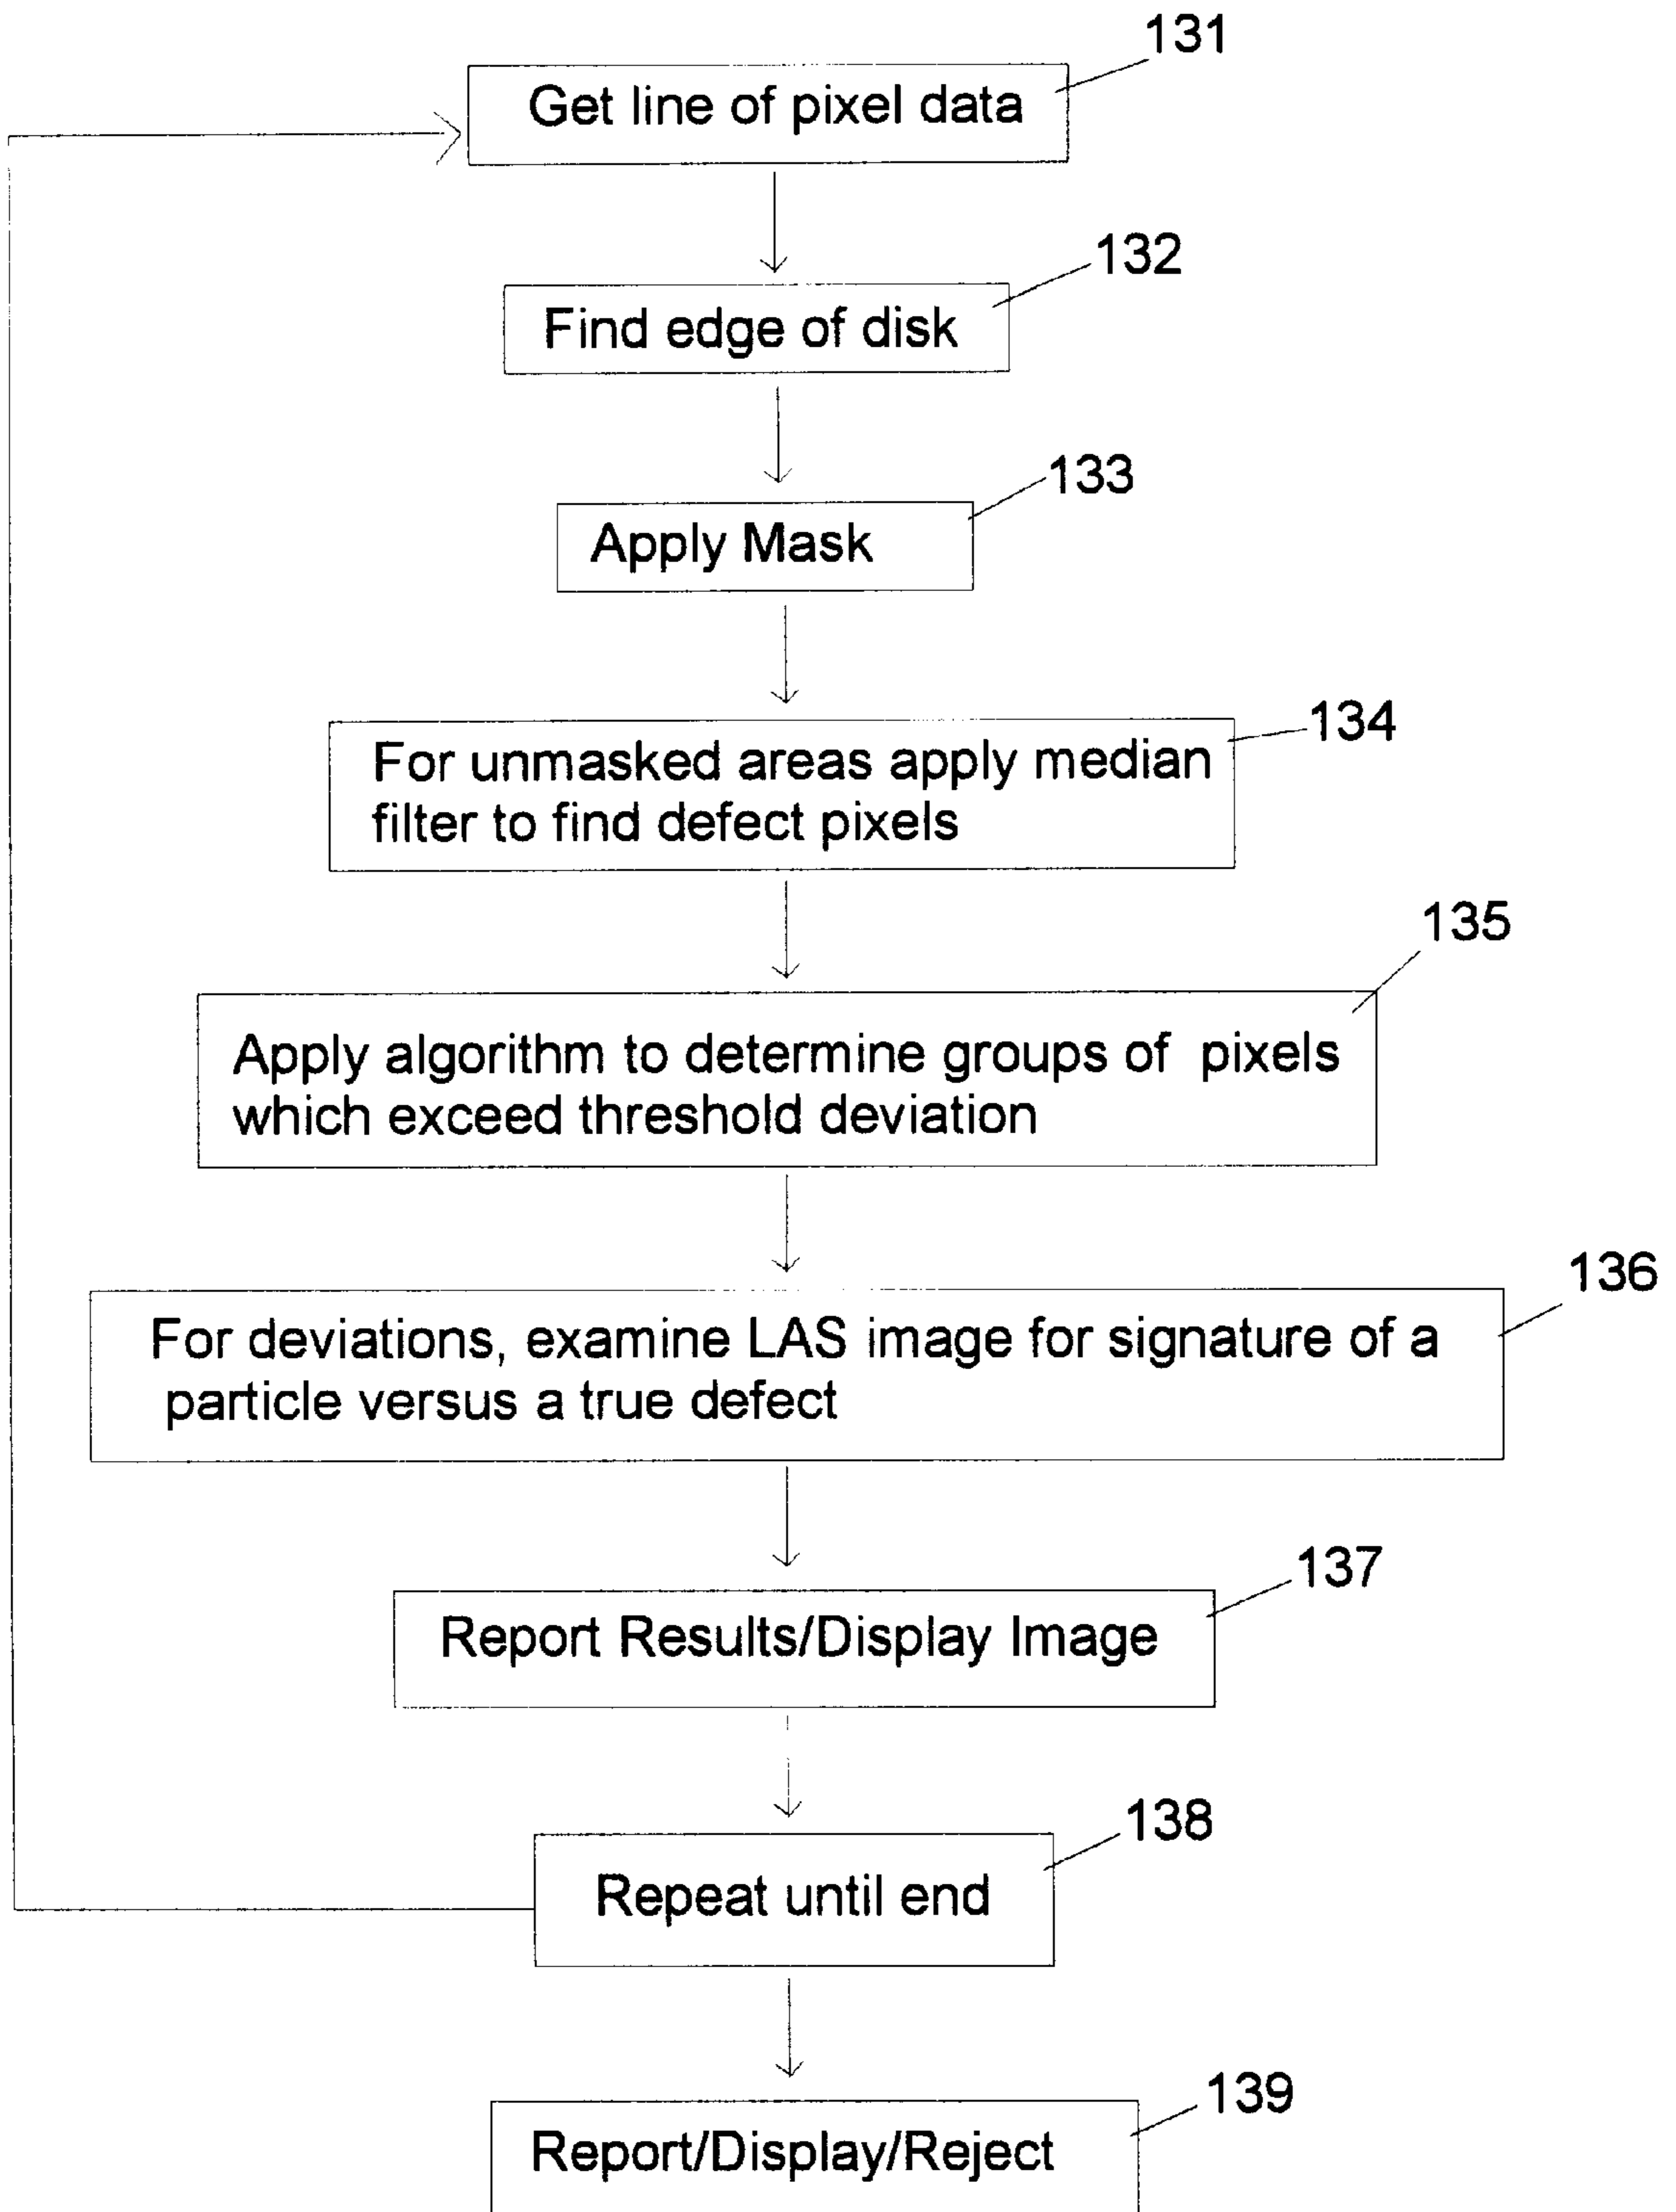 131
Get line of pixel data
132
Find edge of disk
133
Apply Mask
134
For unmasked areas apply median
filter to find defect pixels
135
Apply algorithm to determine groups of pixels
which exceed threshold deviation
136
For deviations, examine LAS image for signature of a
particle versus a true defect
137
Report Results/Display Image
138
Repeat until end
139
Report/Display/Reject